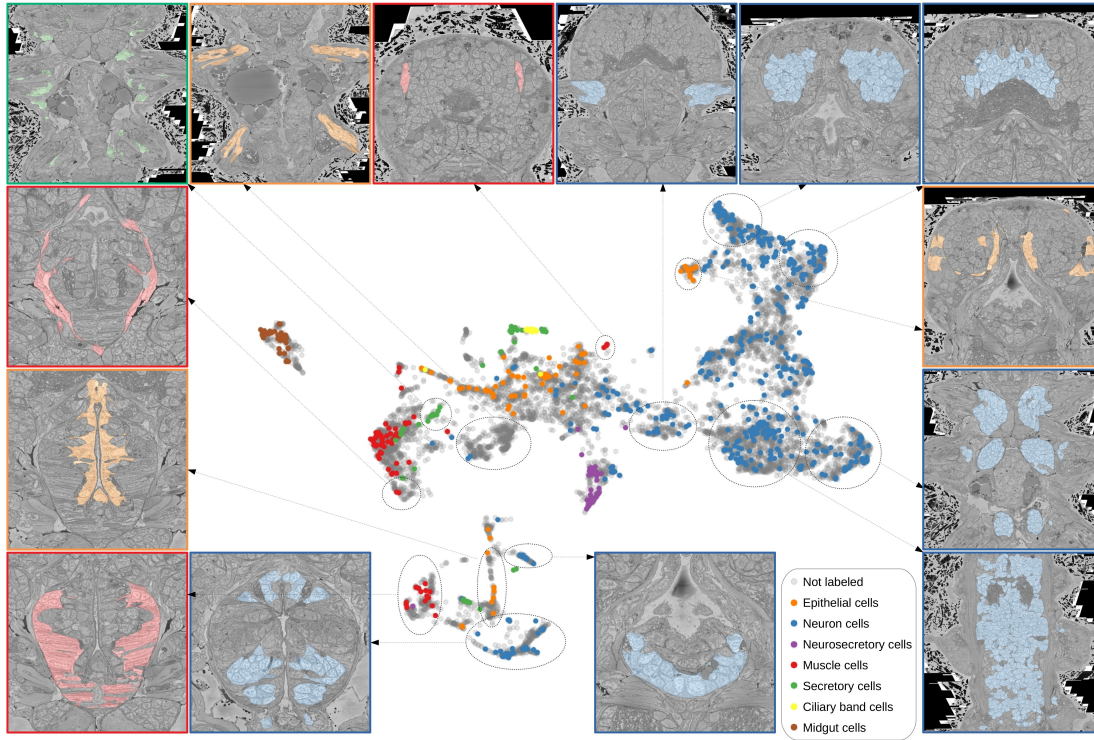 Not labeled
Epithelial cells
Neuron cells
Neurosecretory cells
Muscle cells
Secretory cells
Ciliary band cells
Midgut cells